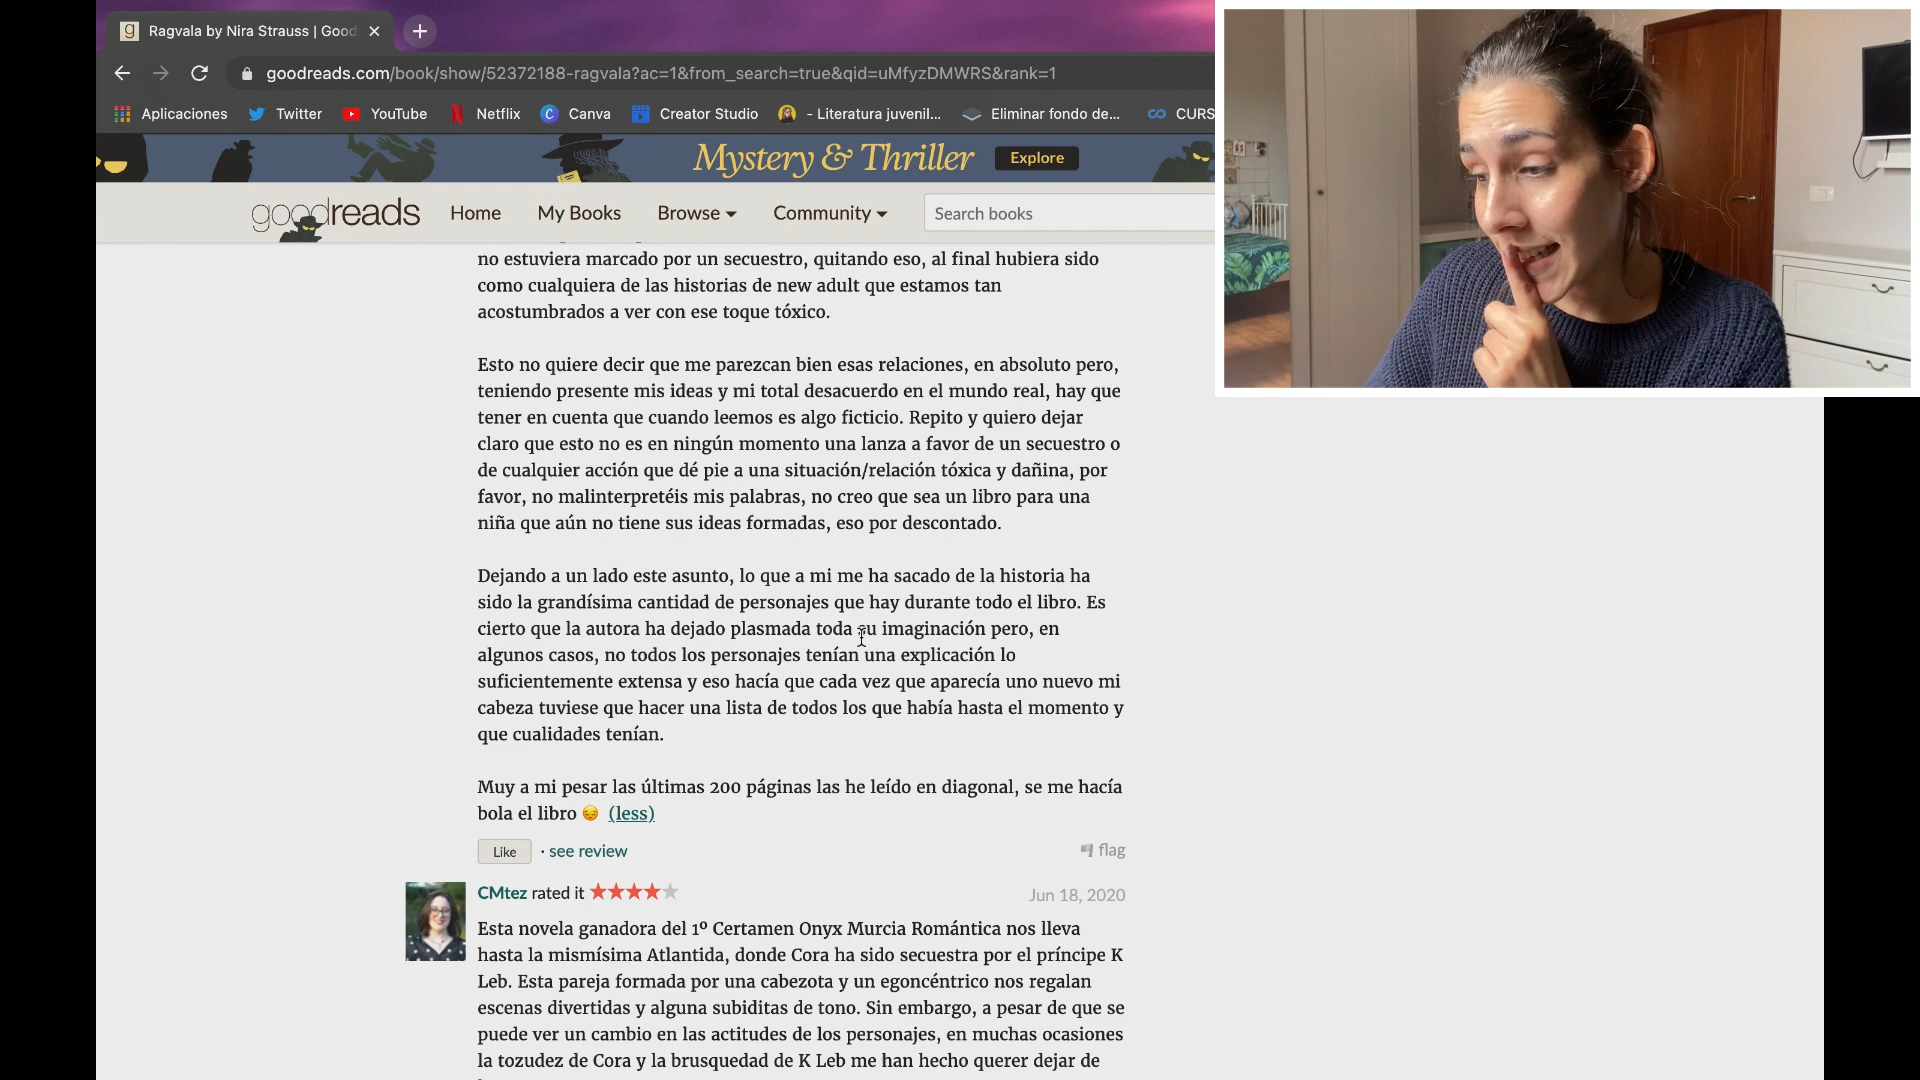 Ragvala by Nira Strauss | Good
goodreads.com/book/show/52372188-ragvala?ac=1&from_search=true&qid=uMfyzDMWRS&rank=1
Aplicaciones
Twitter
YouTube
Netflix
Canva
Creator Studio
- Literatura juvenil...
Eliminar fondo de...
CURS
Mystery & Thriller
Explore
goodreads
Home
My Books
Browse
Community
Search books
no estuviera marcado por un secuestro, quitando eso, al final hubiera sido
como cualquiera de las historias de new adult que estamos tan
acostumbrados a ver con ese toque tóxico.
Esto no quiere decir que me parezcan bien esas relaciones, en absoluto pero,
teniendo presente mis ideas y mi total desacuerdo en el mundo real, hay que
tener en cuenta que cuando leemos es algo ficticio. Repito y quiero dejar
claro que esto no es en ningún momento una lanza a favor de un secuestro o
de cualquier acción que dé pie a una situación/relación tóxica y dañina, por
favor, no malinterpretéis mis palabras, no creo que sea un libro para una
niña que aún no tiene sus ideas formadas, eso por descontado.
Dejando a un lado este asunto, lo que a mi me ha sacado de la historia ha
sido la grandísima cantidad de personajes que hay durante todo el libro. Es
cierto que la autora ha dejado plasmada toda su imaginación pero, en
algunos casos, no todos los personajes tenían una explicación lo
suficientemente extensa y eso hacía que cada vez que aparecía uno nuevo mi
cabeza tuviese que hacer una lista de todos los que había hasta el momento y
que cualidades tenían.
Muy a mi pesar las últimas 200 páginas las he leído en diagonal, se me hacía
bola el libro 😔 (less)
Like · see review
flag
CMtez rated it ★★★★★
Jun 18, 2020
Esta novela ganadora del 1º Certamen Onyx Murcia Romántica nos lleva
hasta la mismísima Atlantida, donde Cora ha sido secuestra por el príncipe K
Leb. Esta pareja formada por una cabezota y un egoncéntrico nos regalan
escenas divertidas y alguna subiditas de tono. Sin embargo, a pesar de que se
puede ver un cambio en las actitudes de los personajes, en muchas ocasiones
la tozudez de Cora y la brusquedad de K Leb me han hecho querer dejar de